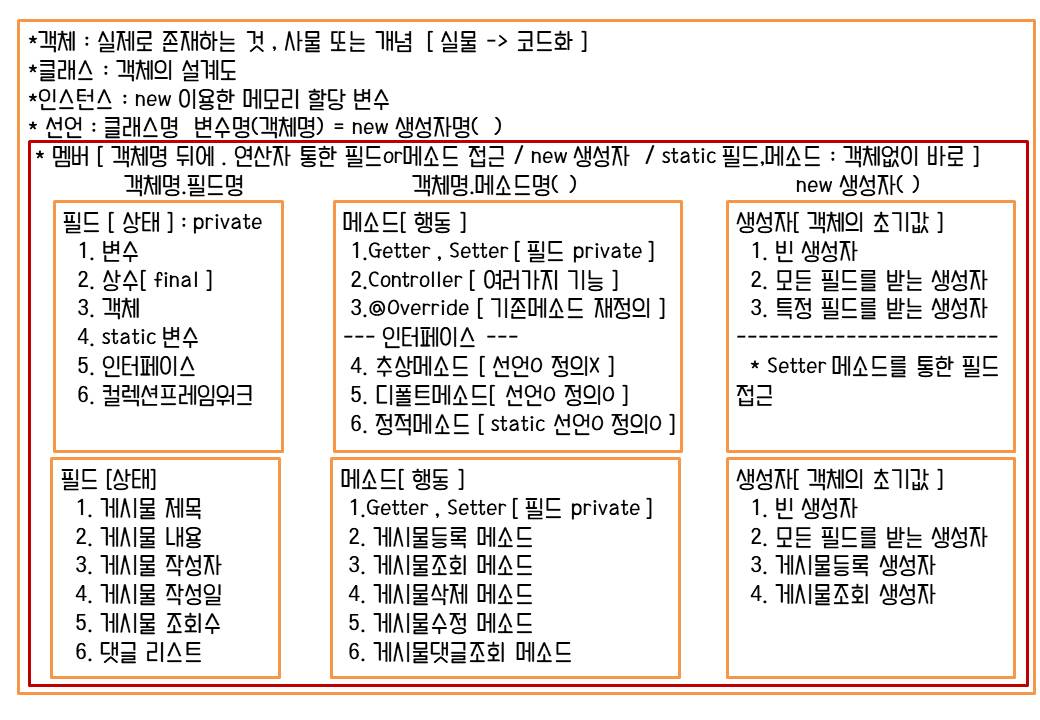 *객체 : 실제로 존재하는 것 , 사물 또는 개념 [ 실물 -> 코드화 ]
*클래스 : 객체의 설계도
*인스턴스 : new 이용한 메모리 할당 변수
* 선언 : 클래스명 변수명(객체명) = new 생성자명( )
* 멤버 [ 객체명 뒤에 . 연산자 통한 필드or메소드 접근 / new 생성자 / static 필드,메소드 : 객체없이 바로 ]
객체명.필드명
객체명.메소드명( )
new 생성자( )
필드 [ 상태 ] : private
1. 변수
2. 상수[ final ]
3. 객체
4. static 변수
5. 인터페이스
6. 컬렉션프레임워크
메소드[ 행동 ]
1.Getter , Setter [ 필드 private ]
2.Controller [ 여러가지 기능 ]
3.@Override [ 기존메소드 재정의 ]
--- 인터페이스 ---
4. 추상메소드 [ 선언O 정의X ]
5. 디폴트메소드[ 선언O 정의O ]
6. 정적메소드 [ static 선언O 정의O ]
생성자[ 객체의 초기값 ]
1. 빈 생성자
2. 모든 필드를 받는 생성자
3. 특정 필드를 받는 생성자
-------------------------
* Setter 메소드를 통한 필드
접근
필드 [상태]
1. 게시물 제목
2. 게시물 내용
3. 게시물 작성자
4. 게시물 작성일
5. 게시물 조회수
6. 댓글 리스트
메소드[ 행동 ]
1.Getter , Setter [ 필드 private ]
2. 게시물등록 메소드
3. 게시물조회 메소드
4. 게시물삭제 메소드
5. 게시물수정 메소드
6. 게시물댓글조회 메소드
생성자[ 객체의 초기값 ]
1. 빈 생성자
2. 모든 필드를 받는 생성자
3. 게시물등록 생성자
4. 게시물조회 생성자